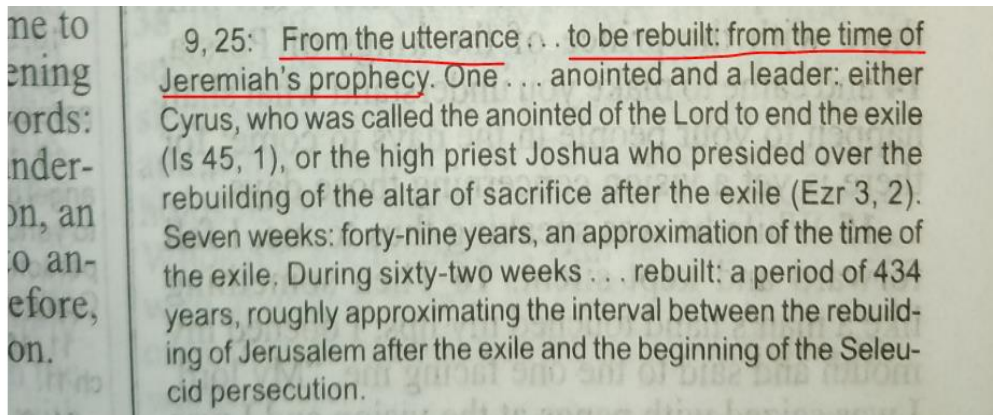 me to
ening
ords:
nder-
on, an
to an-
efore,
on.
9, 25: From the utterance . . . to be rebuilt: from the time of
Jeremiah's prophecy. One . . . anointed and a leader: either
Cyrus, who was called the anointed of the Lord to end the exile
(Is 45, 1), or the high priest Joshua who presided over the
rebuilding of the altar of sacrifice after the exile (Ezr 3, 2).
Seven weeks: forty-nine years, an approximation of the time of
the exile. During sixty-two weeks . . . rebuilt: a period of 434
years, roughly approximating the interval between the rebuild-
ing of Jerusalem after the exile and the beginning of the Seleu-
cid persecution.